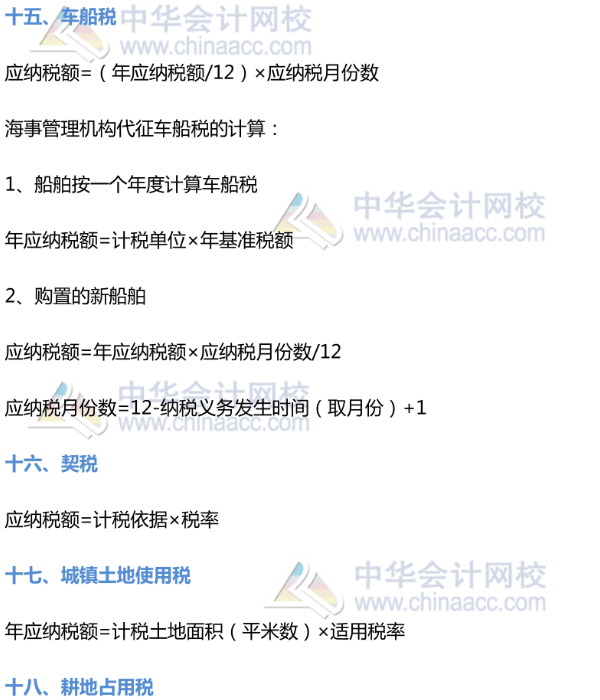 十五、车船税
中华会计网校
www.chinaacc.com
应纳税额=（年应纳税额/12）×应纳税月份数
海事管理机构代征车船税的计算：
1、船舶按一个年度计算车船税
中华会计网校
www.chinaacc.com
年应纳税额=计税单位×年基准税额
2、购置的新船舶
应纳税额=年应纳税额×应纳税月份数/12
中华会计网校
www.chinaacc.com
应纳税月份数=12-纳税义务发生时间（取月份）+1
十六、契税
应纳税额=计税依据×税率
十七、城镇土地使用税
中华会计网校
www.chinaacc.com
年应纳税额=计税土地面积（平米数）×适用税率
十八、耕地占用税